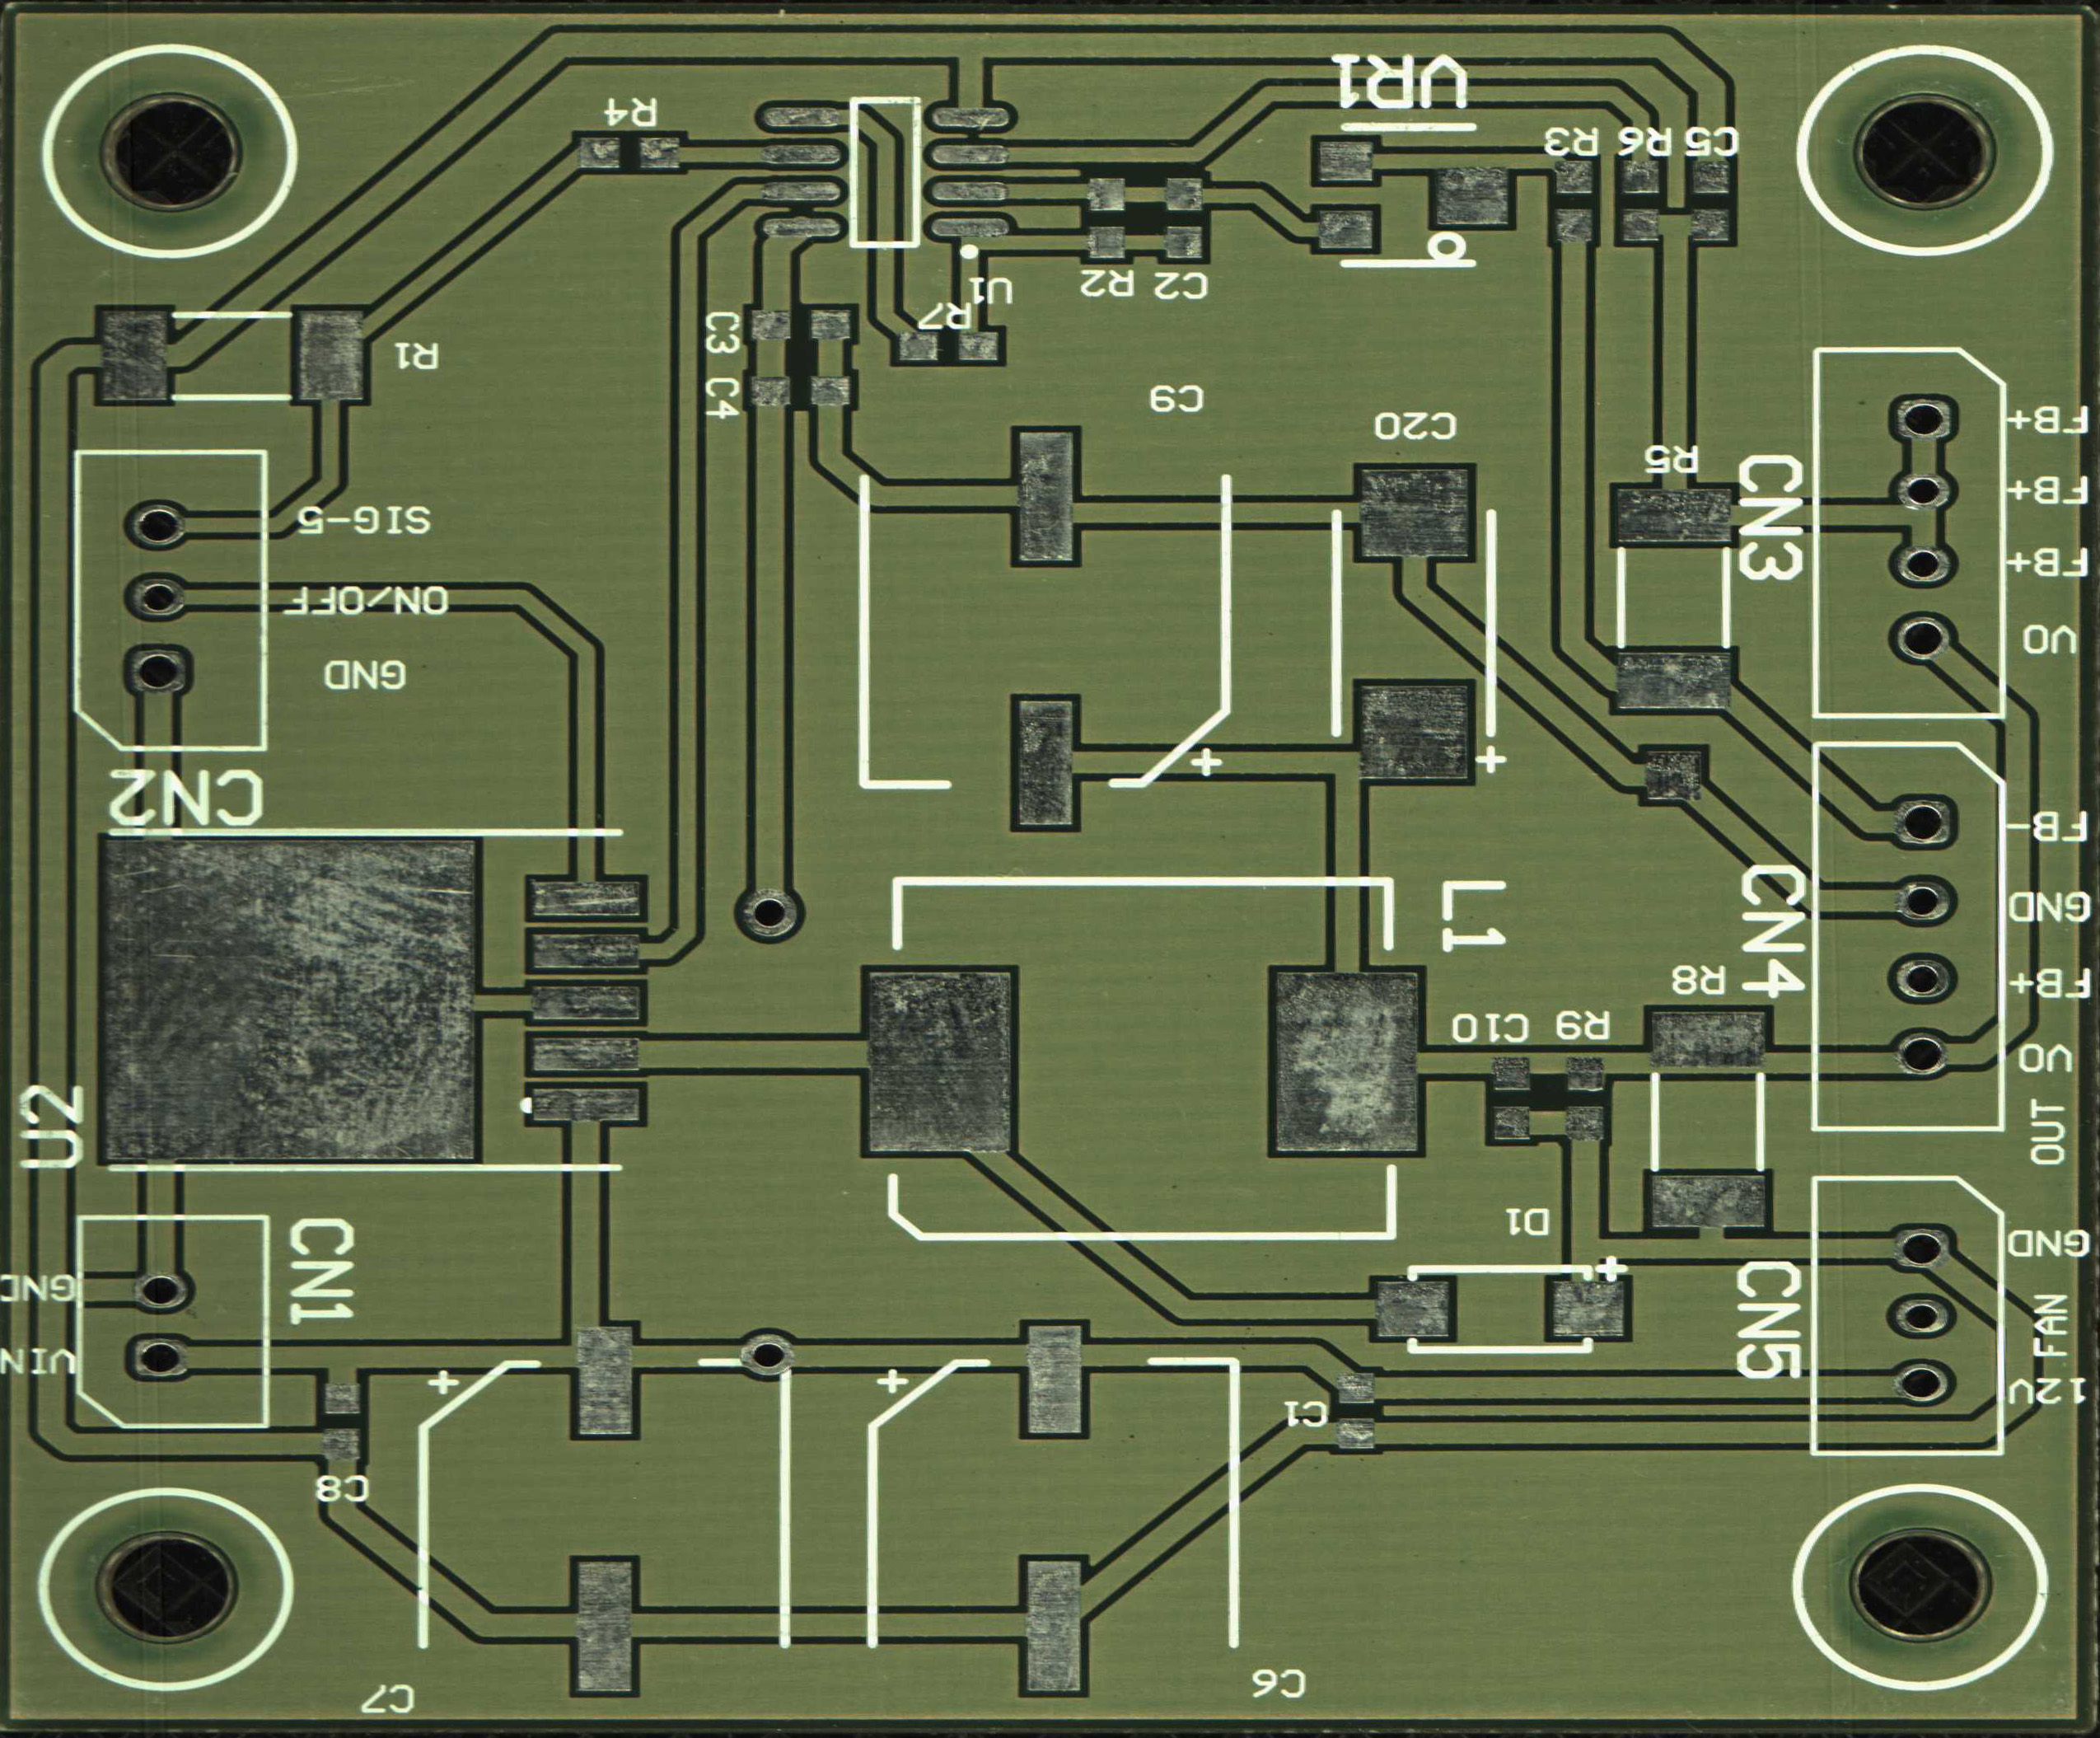 VR1
R4
R3 R6 C5
U1 R2 C2
R7
C3
R1
C4
C9
C20
FB+
R5
CN3
FB+
SIG-5
FB+
ON/OFF
VO
GND
+ +
CN2
FB-
L1
CN4
GND
R8
FB+
C10 R9
VO
U2
OUT
D1
GND
+
CN1
GND
CN5
FAN
VIN
+ +
12V
C1
C8
C7
C6